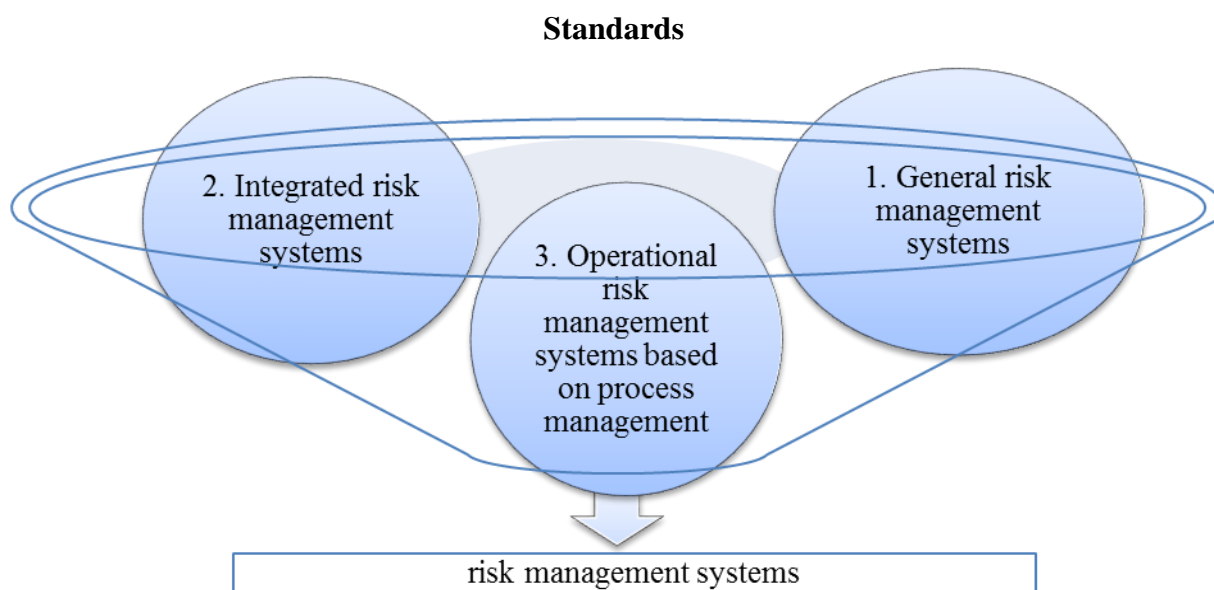 Standards
2. Integrated risk
management
systems
1. General risk
management
systems
3. Operational
risk
management
systems based
on process
management
risk management systems